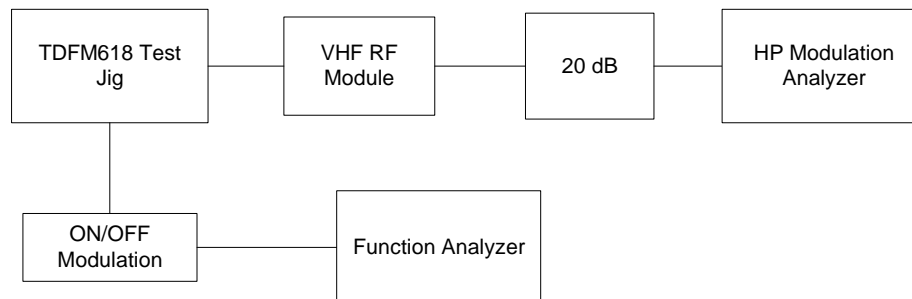 TDFM618 Test
Jig
VHF RF
Module
20 dB
HP Modulation
Analyzer
ON/OFF
Modulation
Function Analyzer